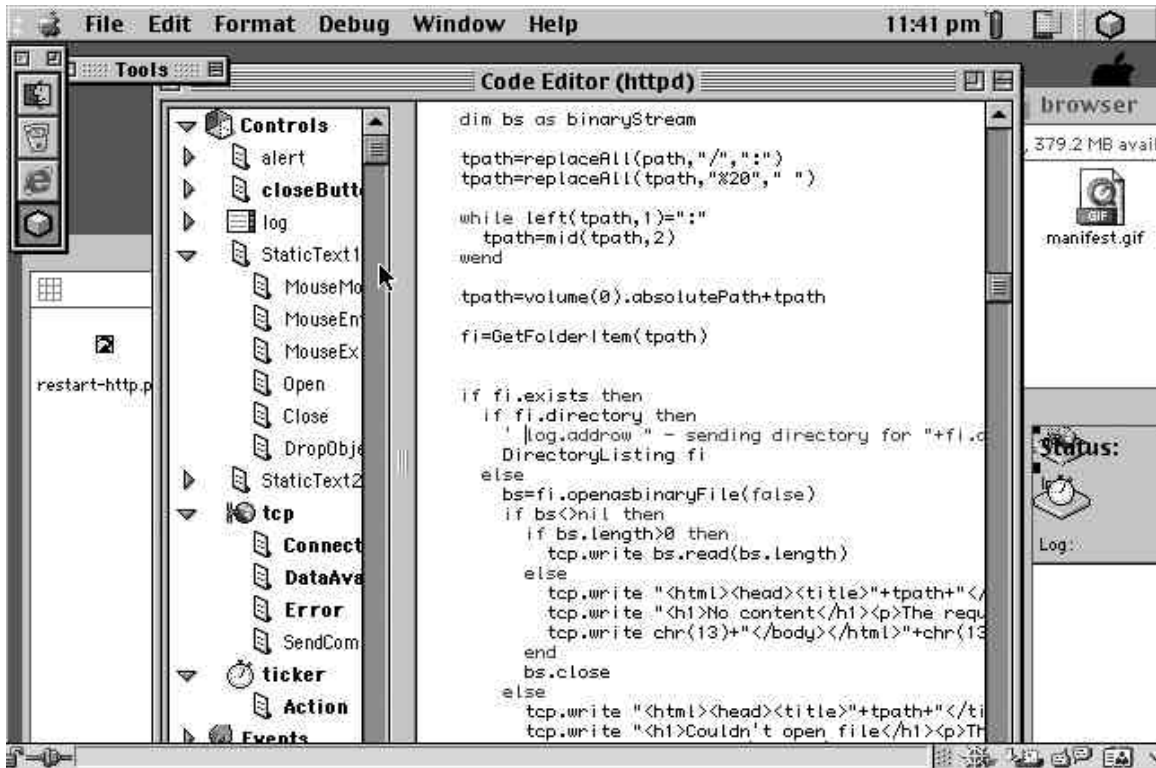 File Edit Format Debug Window Help 11:41 pm
Tools
Code Editor (httpd)
browser
, 379.2 MB avail
GIF
manifest.gif
restart-http.p
Controls
alert
closeButt
log
StaticText1
MouseMo
MouseEn
MouseEx
Open
Close
DropObje
StaticText2
tcp
Connect
DataAva
Error
SendCom
ticker
Action
Events
dim bs as binaryStream
tpath=replaceAll(path,"/",":")
tpath=replaceAll(tpath,"%20"," ")
while left(tpath,1)=":"
tpath=mid(tpath,2)
wend
tpath=volume(0).absolutePath+tpath
fi=GetFolderItem(tpath)
if fi.exists then
if fi.directory then
' log.addrow " - sending directory for "+fi.
DirectoryListing fi
else
bs=fi.openasbinaryFile(false)
if bs<>nil then
if bs.length>0 then
tcp.write bs.read(bs.length)
else
tcp.write "<html><head><title>"+tpath+"</
tcp.write "<h1>No content</h1><p>The requ
tcp.write chr(13)+"</body></html>"+chr(13
end
bs.close
else
tcp.write "<html><head><title>"+tpath+"</ti
tcp.write "<h1>Couldn't open file</h1><p>Th
Status:
Log: